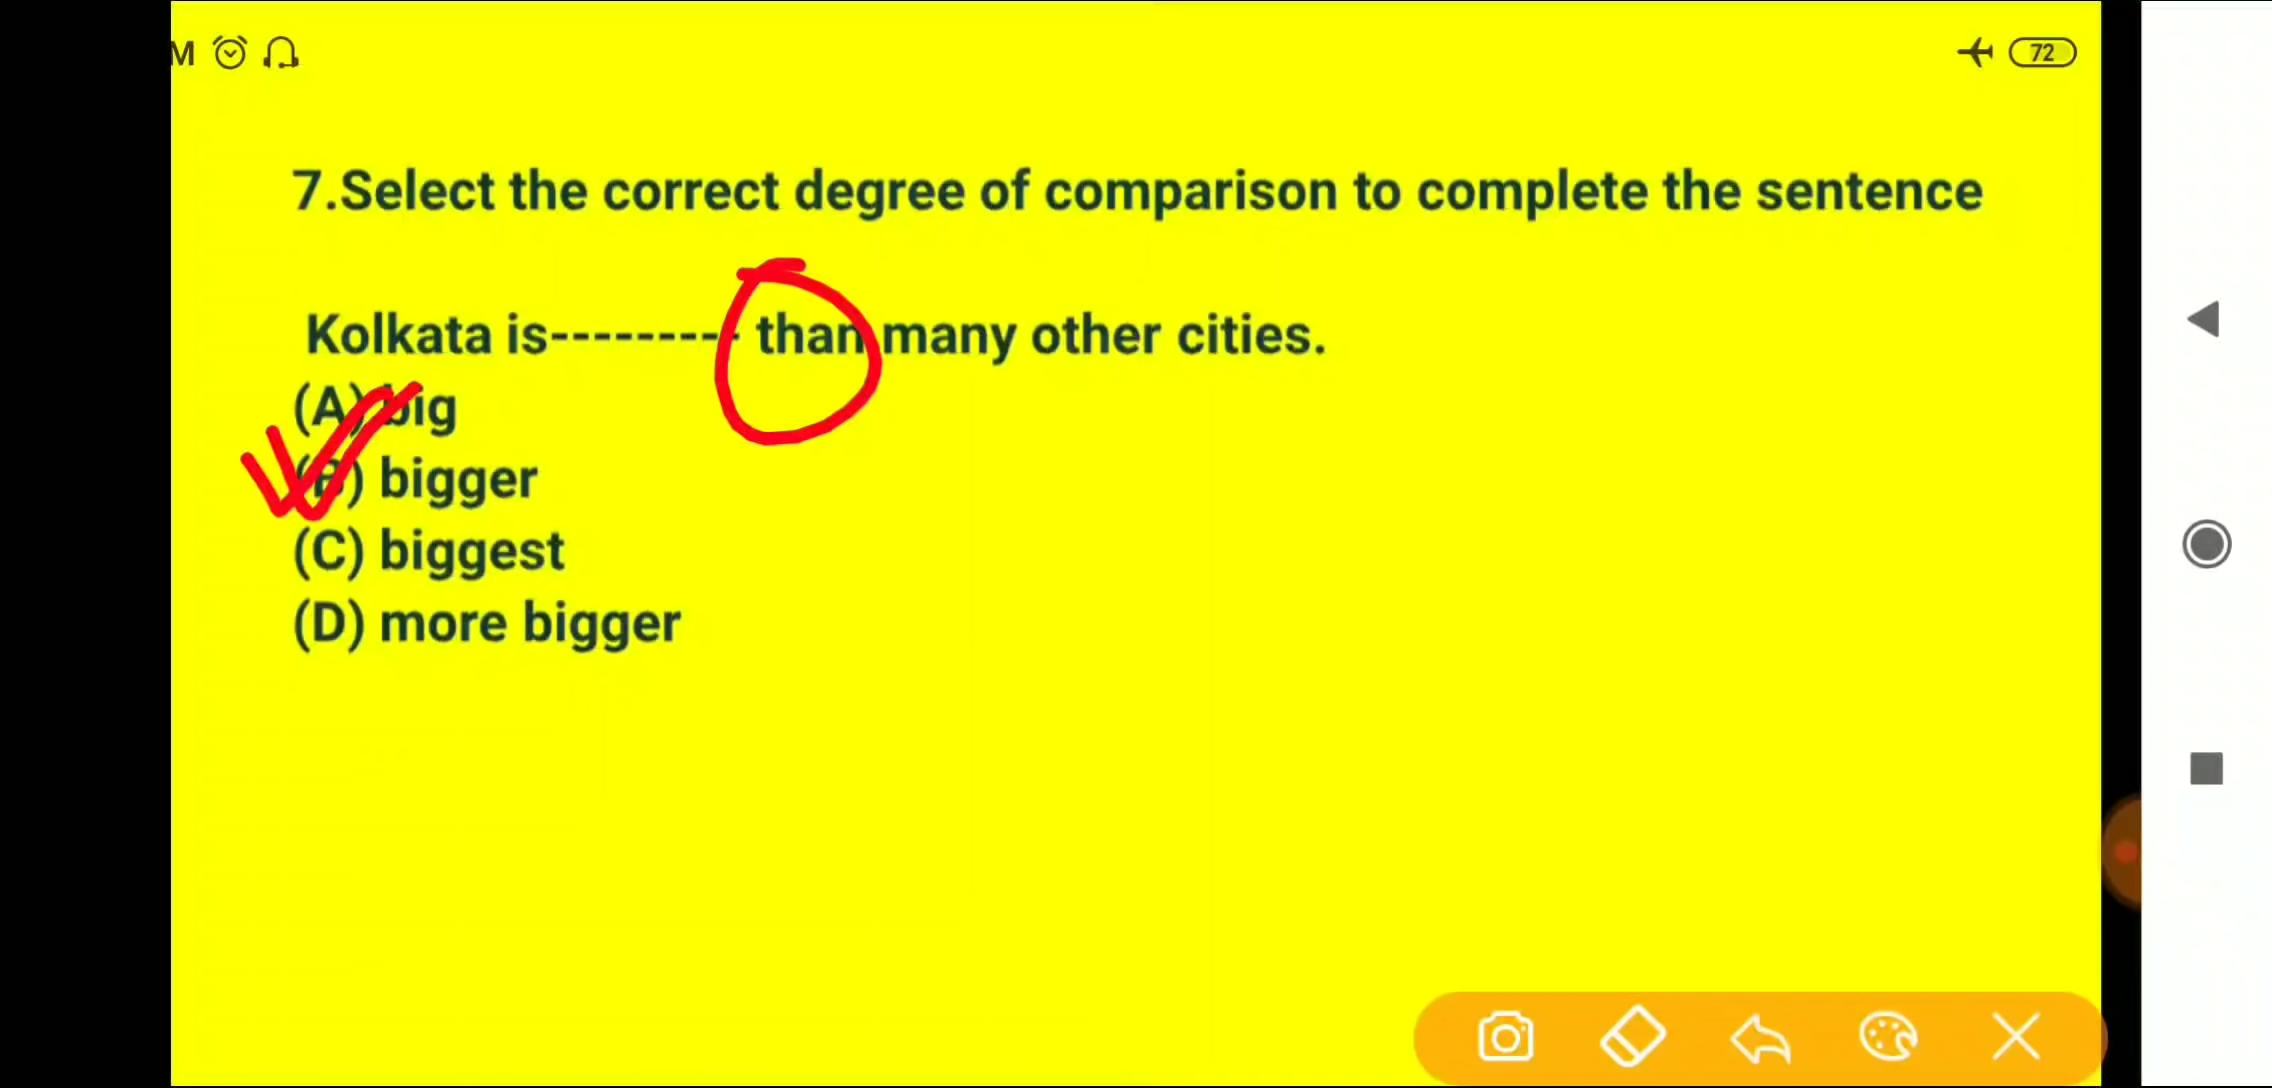 M 72
7.Select the correct degree of comparison to complete the sentence
Kolkata is-------- than many other cities.
(A) big
(B) bigger
(C) biggest
(D) more bigger